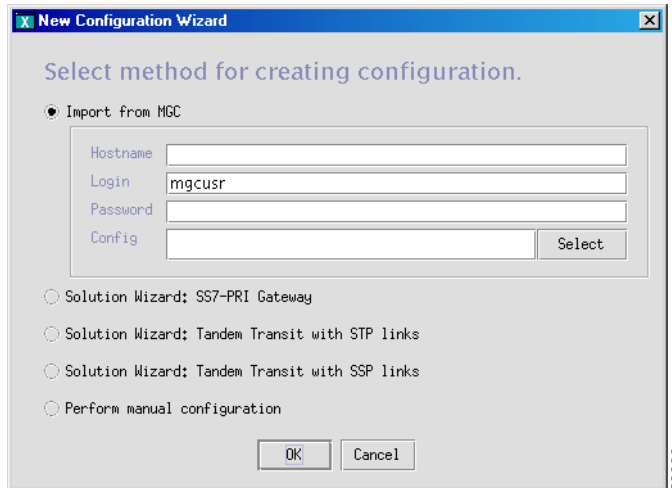 New Configuration Wizard
Select method for creating configuration.
Import from MGC
Hostname
Login mgcusr
Password
Config Select
Solution Wizard: SS7-PRI Gateway
Solution Wizard: Tandem Transit with STP links
Solution Wizard: Tandem Transit with SSP links
Perform manual configuration
OK Cancel